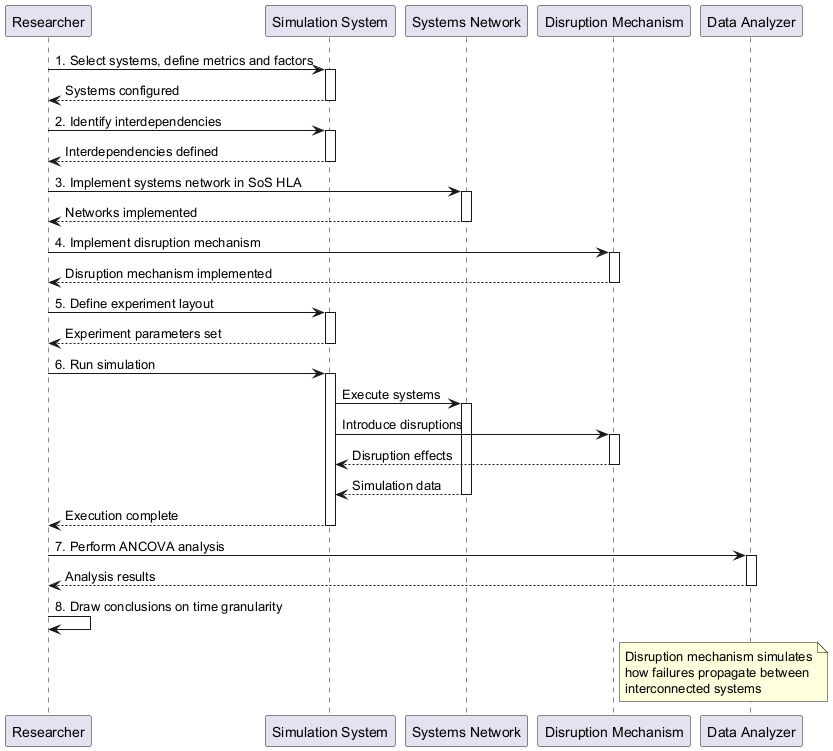 Researcher
Simulation System
Systems Network
Disruption Mechanism
Data Analyzer
1. Select systems, define metrics and factors
Systems configured
2. Identify interdependencies
Interdependencies defined
3. Implement systems network in SoS HLA
Networks implemented
4. Implement disruption mechanism
Disruption mechanism implemented
5. Define experiment layout
Experiment parameters set
6. Run simulation
Execute systems
Introduce disruptions
Disruption effects
Simulation data
Execution complete
7. Perform ANCOVA analysis
Analysis results
8. Draw conclusions on time granularity
Disruption mechanism simulates
how failures propagate between
interconnected systems
Researcher
Simulation System
Systems Network
Disruption Mechanism
Data Analyzer